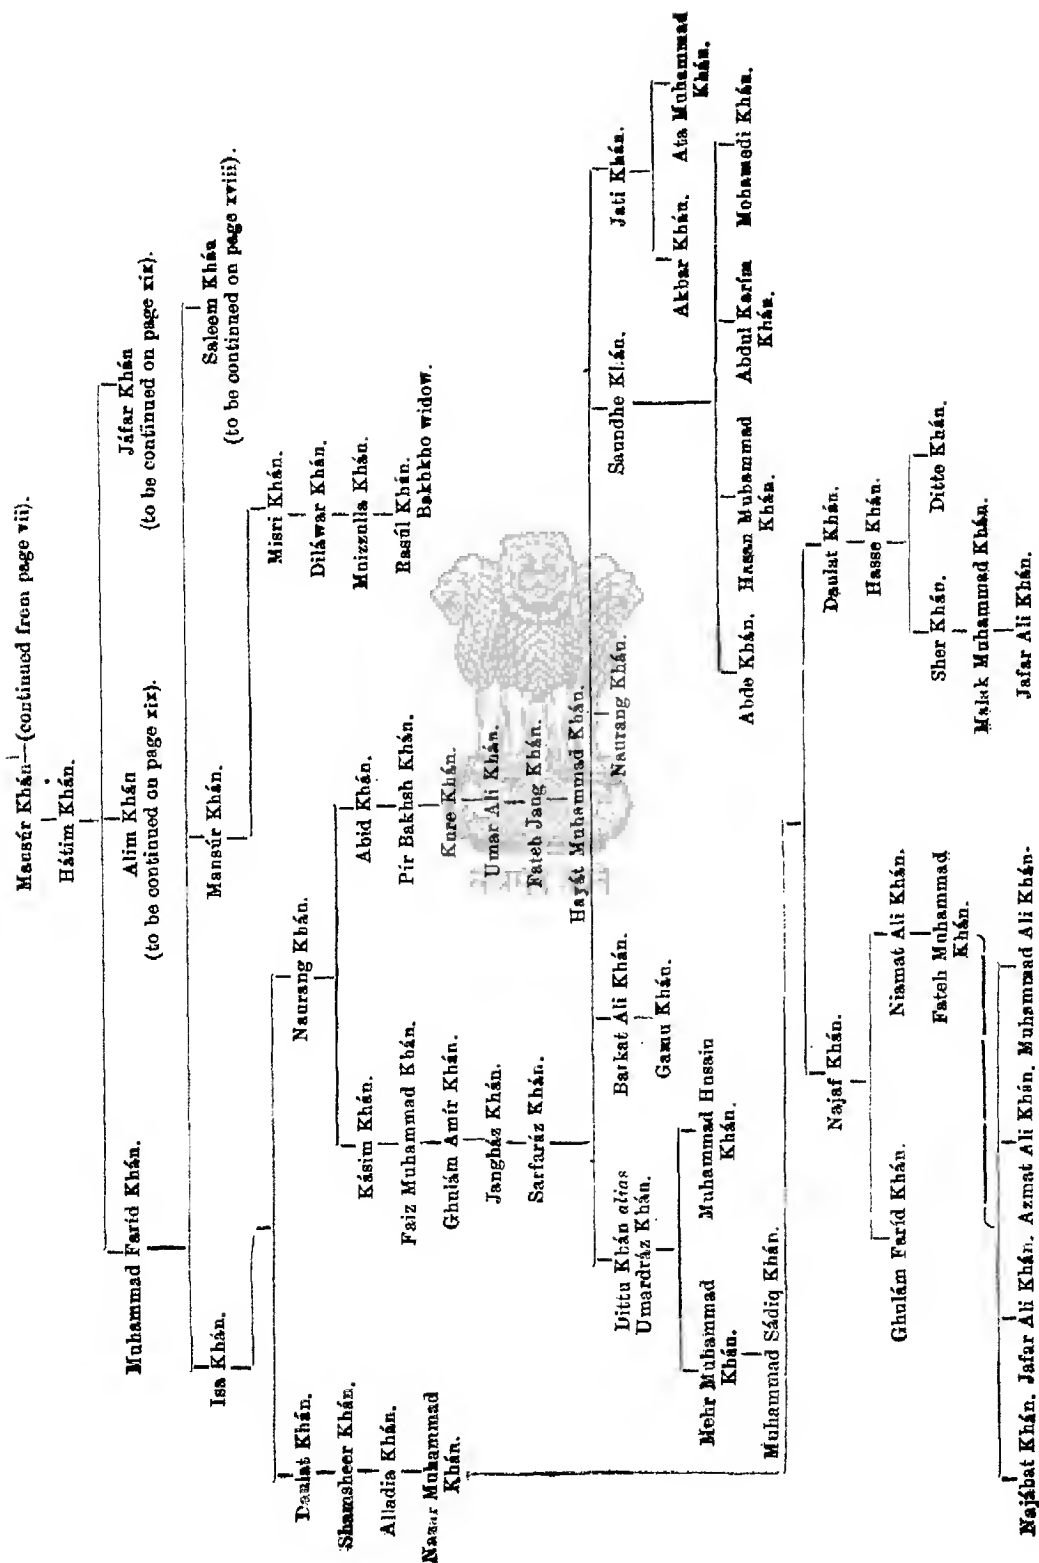 Mansúr Khán—(continued from page vii).
Hátim Khán.
Muhammad Faríd Khán. Alim Khán Jáfar Khán
(to be continued on page xix). (to be continued on page xix).
Isa Khán. Mansúr Khán. Saleem Khán
(to be continued on page xviii).
Daulat Khán. Naurang Khán. Misri Khán.
Shamsheer Khán. Kásim Khán. Abid Khán. Diláwar Khán.
Alladia Khán. Faiz Muhammad Khán. Pír Bakhsh Khán. Muizzulla Khán.
Nazar Muhammad Khán. Ghulám Amír Khán. Kure Khán. Rasúl Khán.
Bakhkho widow.
Jangbáz Khán. Umar Ali Khán.
Sarfaráz Khán. Fateh Jang Khán.
Hayát Muhammad Khán.
Dittu Khán alias Umardráz Khán. Barkat Ali Khán. Naurang Khán. Saundhe Khán. Jati Khán.
Gamu Khán. Akbar Khán. Ata Muhammad Khán.
Mehr Muhammad Khán. Muhammad Husain Khán. Abde Khán. Hasan Muhammad Khán. Abdul Karím Khán. Mohamedi Khán.
Muhammad Sádiq Khán.
Najaf Khán. Daulat Khán.
Hasse Khán.
Ghulám Faríd Khán. Niamat Ali Khán. Sher Khán. Ditte Khán.
Fateh Muhammad Khán. Malak Muhammad Khán.
Najábat Khán. Jafar Ali Khán. Azmat Ali Khán. Muhammad Ali Khán. Jafar Ali Khán.